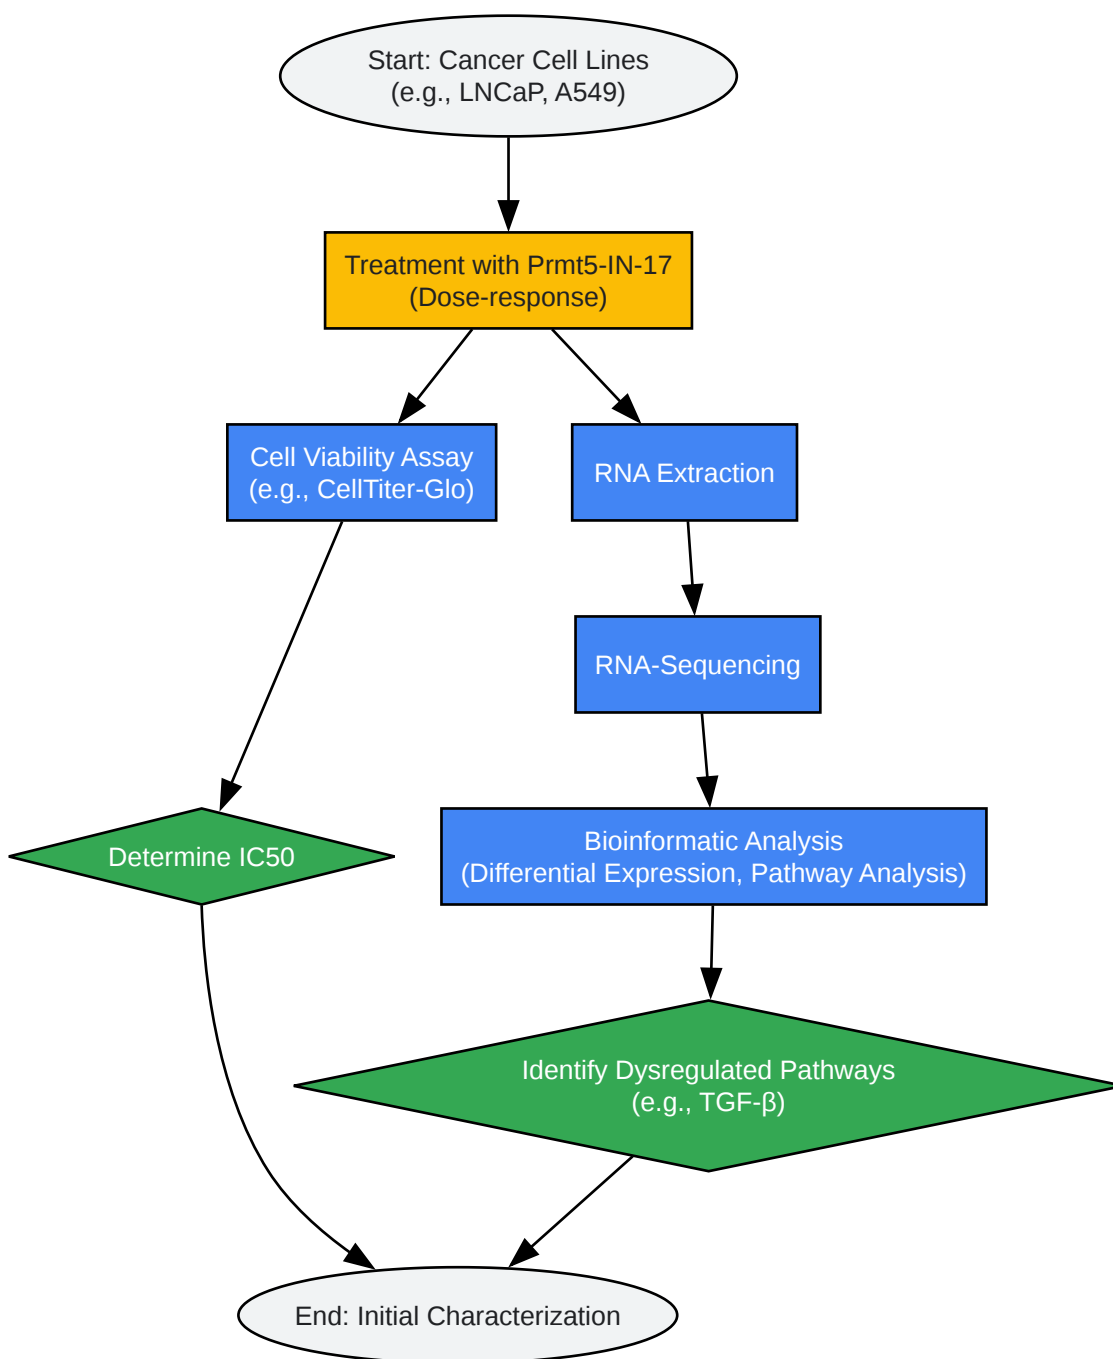 Start: Cancer Cell Lines
(e.g., LNCaP, A549)
Treatment with Prmt5-IN-17
(Dose-response)
Cell Viability Assay
(e.g., CellTiter-Glo)
RNA Extraction
RNA-Sequencing
Determine IC50
Bioinformatic Analysis
(Differential Expression, Pathway Analysis)
Identify Dysregulated Pathways
(e.g., TGF-β)
End: Initial Characterization